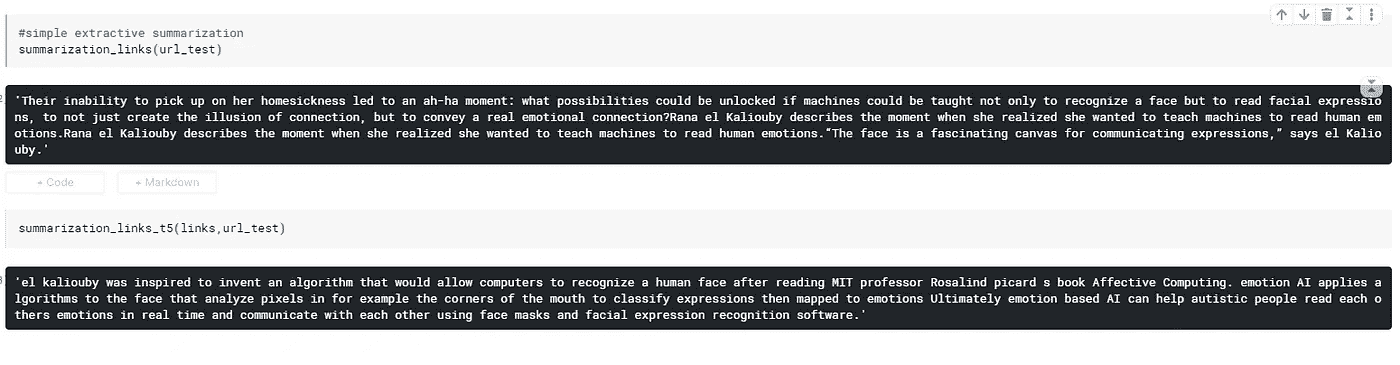 #simple extractive summarization
summarization_links(url_test)
'Their inability to pick up on her homesickness led to an ah-ha moment: what possibilities could be unlocked if machines could be taught not only to recognize a face but to read facial expressio
ns, to not just create the illusion of connection, but to convey a real emotional connection?Rana el Kaliouby describes the moment when she realized she wanted to teach machines to read human em
otions.Rana el Kaliouby describes the moment when she realized she wanted to teach machines to read human emotions.“The face is a fascinating canvas for communicating expressions,” says el Kalio
uby.'
+ Code
+ Markdown
summarization_links_t5(links,url_test)
'el kaliouby was inspired to invent an algorithm that would allow computers to recognize a human face after reading MIT professor Rosalind picard s book Affective Computing. emotion AI applies a
lgorithms to the face that analyze pixels in for example the corners of the mouth to classify expressions then mapped to emotions Ultimately emotion based AI can help autistic people read each o
thers emotions in real time and communicate with each other using face masks and facial expression recognition software.'